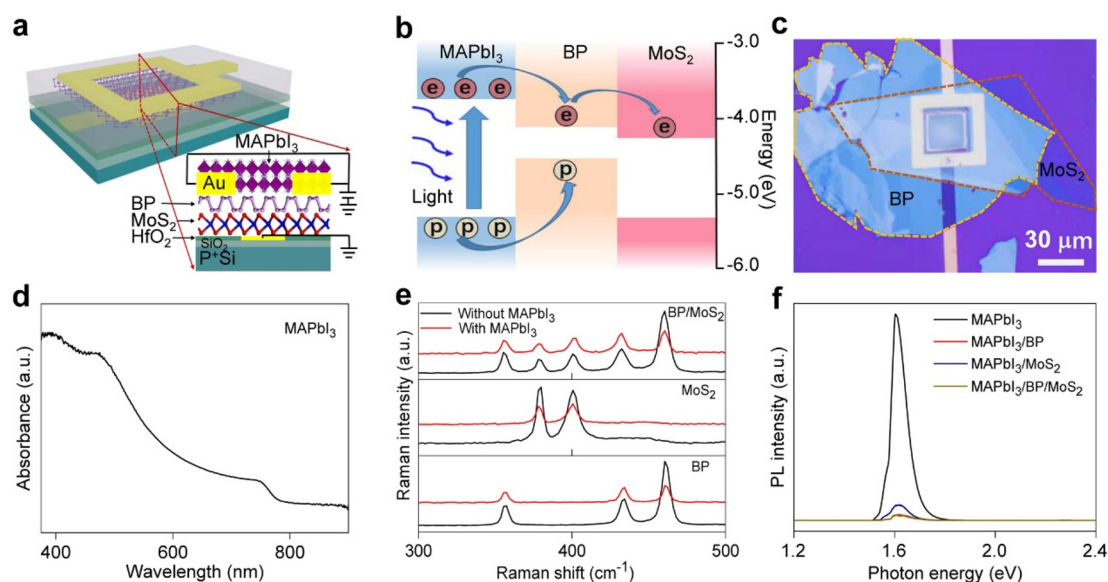 a
MAPbI₃
Au
BP
MoS₂
HfO₂
SiO₂
P⁺Si
b
MAPbI₃
BP
MoS₂
-3.0
-4.0
-5.0
-6.0
Energy (eV)
e e e
e
e
Light
p
p p p
c
MoS₂
BP
30 μm
d
MAPbI₃
Absorbance (a.u.)
400 600 800
Wavelength (nm)
e
Without MAPbI₃
With MAPbI₃
BP/MoS₂
MoS₂
BP
Raman intensity (a.u.)
300 400 500
Raman shift (cm⁻¹)
f
MAPbI₃
MAPbI₃/BP
MAPbI₃/MoS₂
MAPbI₃/BP/MoS₂
PL intensity (a.u.)
1.2 1.6 2.0 2.4
Photon energy (eV)